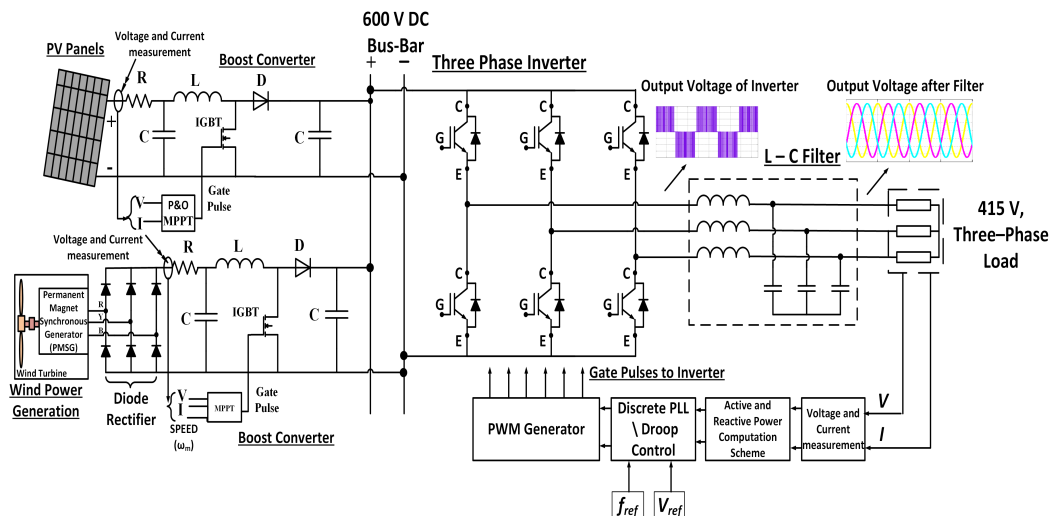 600 V DC
Bus-Bar
+ −
PV Panels
Voltage and Current
measurement
Boost Converter
R
L
D
C
IGBT
C
+
-
V
I
P&O
MPPT
Gate
Pulse
Three Phase Inverter
C
G
E
C
G
E
C
G
E
C
G
E
C
G
E
C
G
E
Output Voltage of Inverter
Output Voltage after Filter
L – C Filter
415 V,
Three–Phase
Load
Voltage and Current
measurement
R
L
D
C
IGBT
C
Permanent
Magnet
Synchronous
Generator
(PMSG)
R
Y
B
Wind Turbine
Wind Power
Generation
Diode
Rectifier
V
I
SPEED
(ωm)
MPPT
Gate
Pulse
Boost Converter
Gate Pulses to Inverter
PWM Generator
Discrete PLL
\ Droop
Control
Active and
Reactive Power
Computation
Scheme
Voltage and
Current
measurement
V
I
fref
Vref